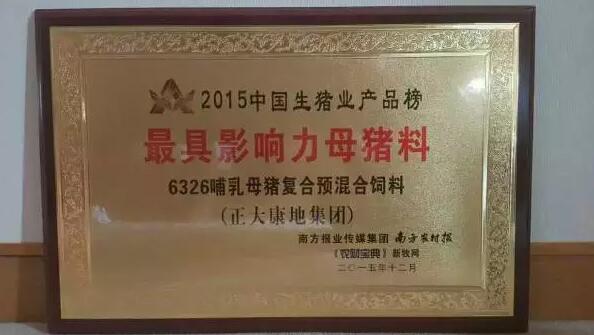 2015中国生猪业产品榜
最具影响力母猪料
6326哺乳母猪复合预混合饲料
(正大康地集团)
南方报业传媒集团 南方农村报
《农财宝典》新牧网
二〇一五年十二月